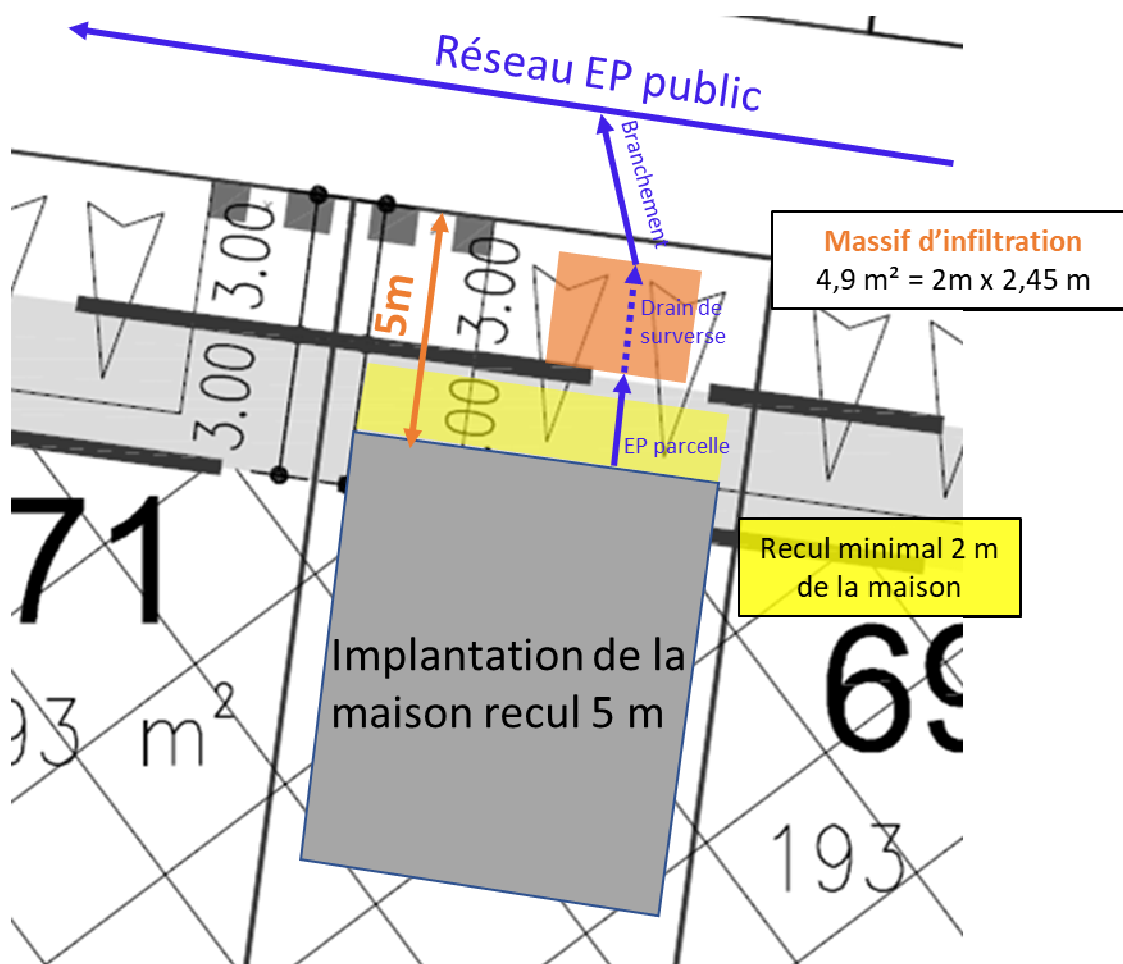 Réseau EP public
Branchement
3.00
3.00
5m
Massif d'infiltration
4,9 m² = 2m x 2,45 m
Drain de
surverse
3.00
00
EP parcelle
71
Recul minimal 2 m
de la maison
Implantation de la
maison recul 5 m
69
93 m²
193